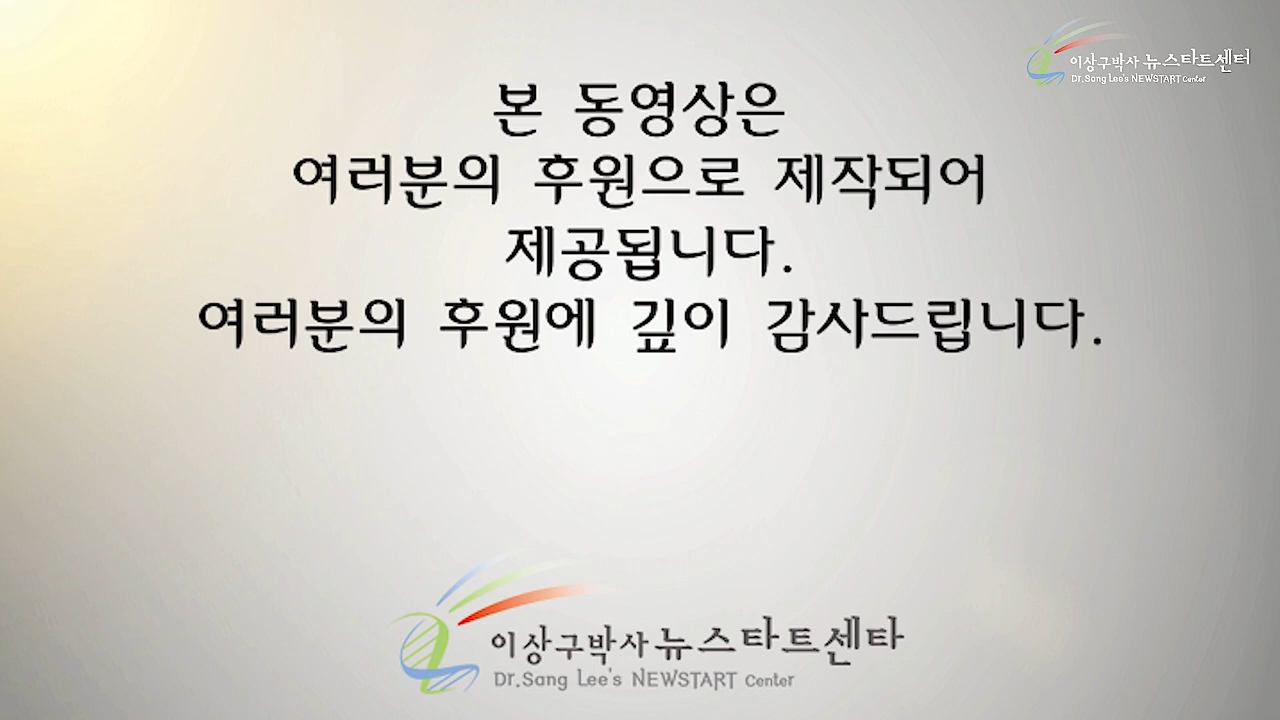 이상구박사 뉴스타트센터
Dr.Sang Lee's NEWSTART Center
본 동영상은
여러분의 후원으로 제작되어
제공됩니다.
여러분의 후원에 깊이 감사드립니다.
이상구박사 뉴스타트센타
Dr.Sang Lee's NEWSTART Center